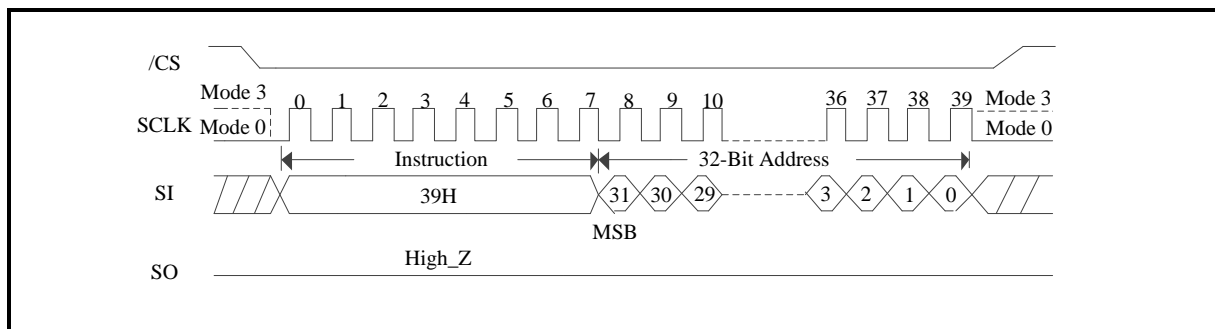 /CS
Mode 3 0 1 2 3 4 5 6 7 8 9 10 36 37 38 39 Mode 3
SCLK Mode 0 Mode 0
Instruction 32-Bit Address
SI 39H 31 30 29 3 2 1 0
MSB
High_Z
SO